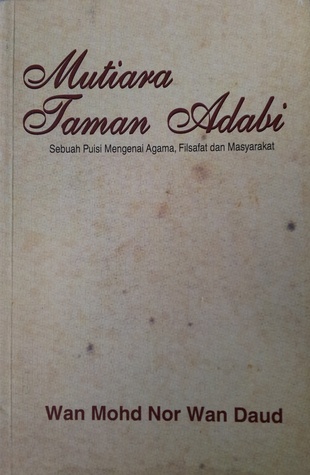 Mutiara
Taman Adabi
Sebuah Puisi Mengenai Agama, Filsafat dan Masyarakat
Wan Mohd Nor Wan Daud